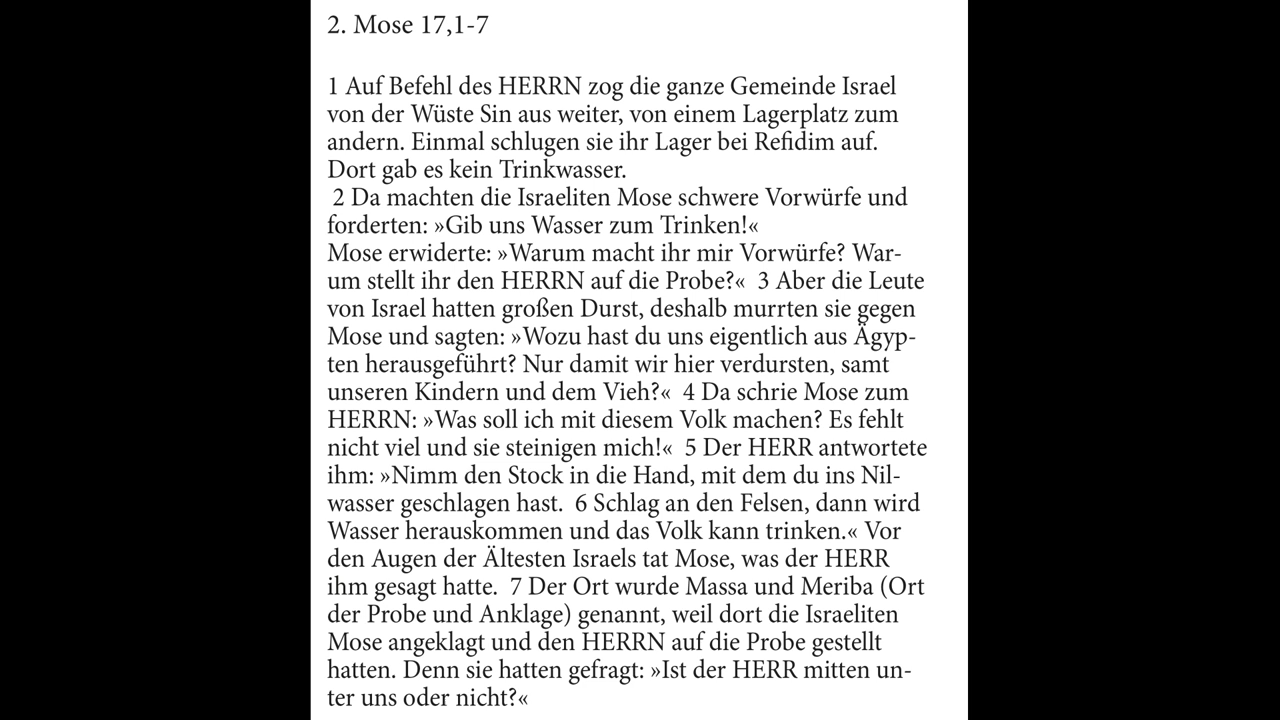 2. Mose 17,1-7
1 Auf Befehl des HERRN zog die ganze Gemeinde Israel
von der Wüste Sin aus weiter, von einem Lagerplatz zum
andern. Einmal schlugen sie ihr Lager bei Refidim auf.
Dort gab es kein Trinkwasser.
2 Da machten die Israeliten Mose schwere Vorwürfe und
forderten: »Gib uns Wasser zum Trinken!«
Mose erwiderte: »Warum macht ihr mir Vorwürfe? War-
um stellt ihr den HERRN auf die Probe?« 3 Aber die Leute
von Israel hatten großen Durst, deshalb murrten sie gegen
Mose und sagten: »Wozu hast du uns eigentlich aus Ägyp-
ten herausgeführt? Nur damit wir hier verdursten, samt
unseren Kindern und dem Vieh?« 4 Da schrie Mose zum
HERRN: »Was soll ich mit diesem Volk machen? Es fehlt
nicht viel und sie steinigen mich!« 5 Der HERR antwortete
ihm: »Nimm den Stock in die Hand, mit dem du ins Nil-
wasser geschlagen hast. 6 Schlag an den Felsen, dann wird
Wasser herauskommen und das Volk kann trinken.« Vor
den Augen der Ältesten Israels tat Mose, was der HERR
ihm gesagt hatte. 7 Der Ort wurde Massa und Meriba (Ort
der Probe und Anklage) genannt, weil dort die Israeliten
Mose angeklagt und den HERRN auf die Probe gestellt
hatten. Denn sie hatten gefragt: »Ist der HERR mitten un-
ter uns oder nicht?«